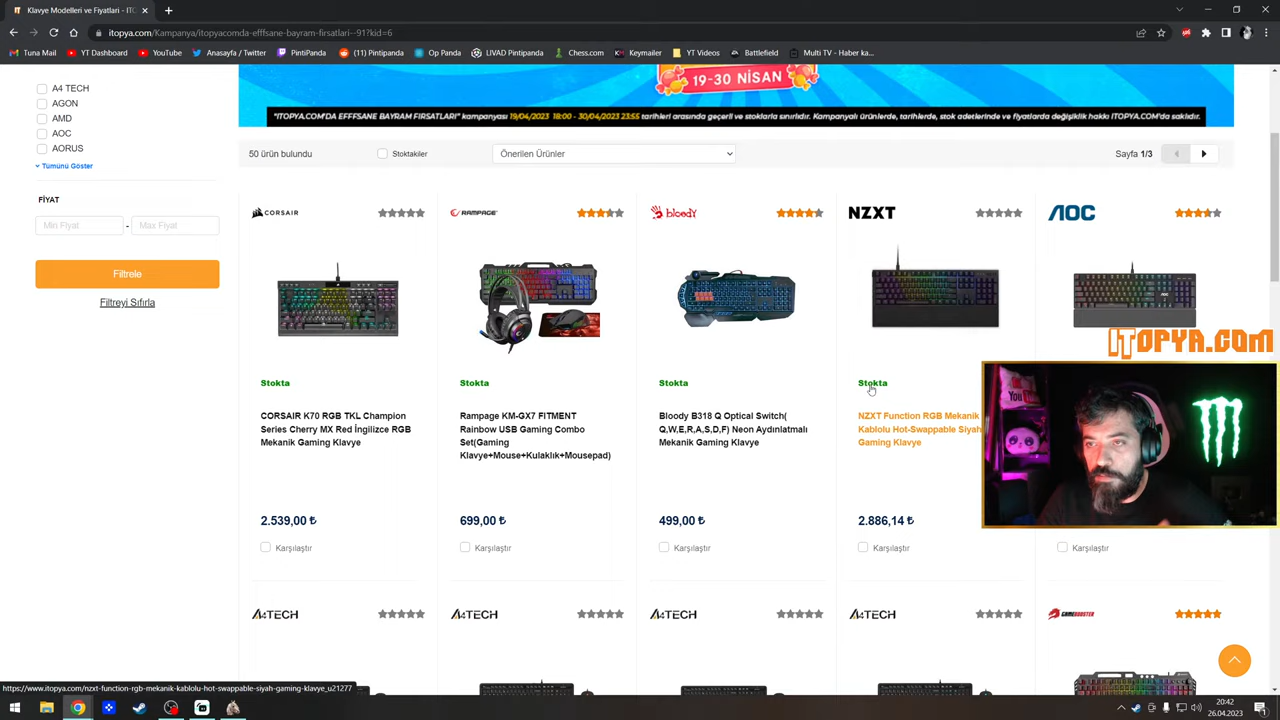 Klavye Modelleri ve Fiyatları - İT
itopya.com/Kampanya/itopyacomda-efffsane-bayram-firsatlari--91?kid=6
Tuna Mail
YT Dashboard
YouTube
Anasayfa / Twitter
PintiPanda
(11) Pintipanda
Op Panda
LIVAD Pintipanda
Chess.com
Keymailer
YT Videos
Battlefield
Multi TV - Haber ka...
19-30 NİSAN
"ITOPYA.COM'DA EFFFSANE BAYRAM FIRSATLARI" kampanyası 19/04/2023 18:00 - 30/04/2023 23:55 tarihleri arasında geçerli ve stoklarla sınırlıdır. Kampanyalı ürünlerde, tarihlerde, stok adetlerinde ve fiyatlarda değişiklik hakkı ITOPYA.COM'da saklıdır.
A4 TECH
AGON
AMD
AOC
AORUS
Tümünü Göster
FİYAT
Min Fiyat - Max Fiyat
Filtrele
Filtreyi Sıfırla
50 ürün bulundu
Stoktakiler
Önerilen Ürünler
Sayfa 1/3
CORSAIR
Stokta
CORSAIR K70 RGB TKL Champion
Series Cherry MX Red İngilizce RGB
Mekanik Gaming Klavye
2.539,00 ₺
Karşılaştır
RAMPAGE
Stokta
Rampage KM-GX7 FITMENT
Rainbow USB Gaming Combo
Set(Gaming
Klavye+Mouse+Kulaklık+Mousepad)
699,00 ₺
Karşılaştır
bloody
Stokta
Bloody B318 Q Optical Switch(
Q,W,E,R,A,S,D,F) Neon Aydınlatmalı
Mekanik Gaming Klavye
499,00 ₺
Karşılaştır
NZXT
Stokta
NZXT Function RGB Mekanik
Kablolu Hot-Swappable Siyah
Gaming Klavye
2.886,14 ₺
Karşılaştır
AOC
AOC
iTOPYA.COM
You
Karşılaştır
A4TECH
A4TECH
A4TECH
A4TECH
GAMEBOOSTER
https://www.itopya.com/nzxt-function-rgb-mekanik-kablolu-hot-swappable-siyah-gaming-klavye_u21277
20:42
26.04.2023
1